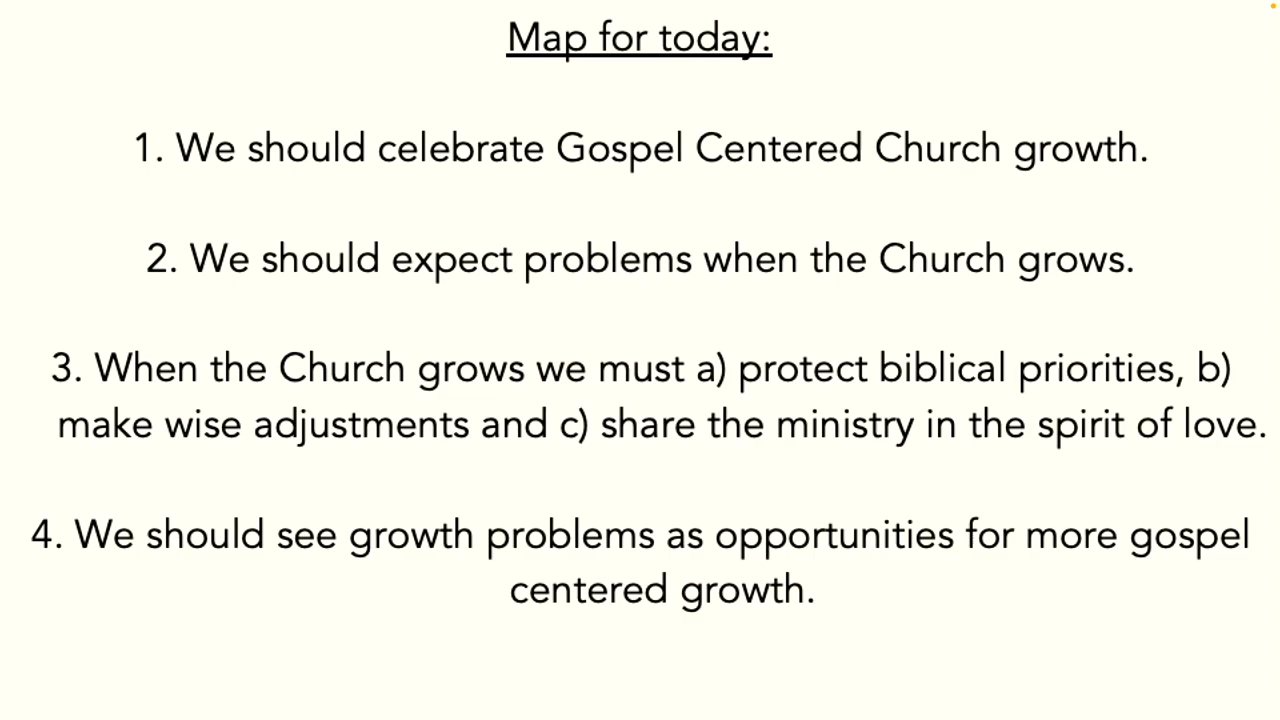 Map for today:
1. We should celebrate Gospel Centered Church growth.
2. We should expect problems when the Church grows.
3. When the Church grows we must a) protect biblical priorities, b)
make wise adjustments and c) share the ministry in the spirit of love.
4. We should see growth problems as opportunities for more gospel
centered growth.